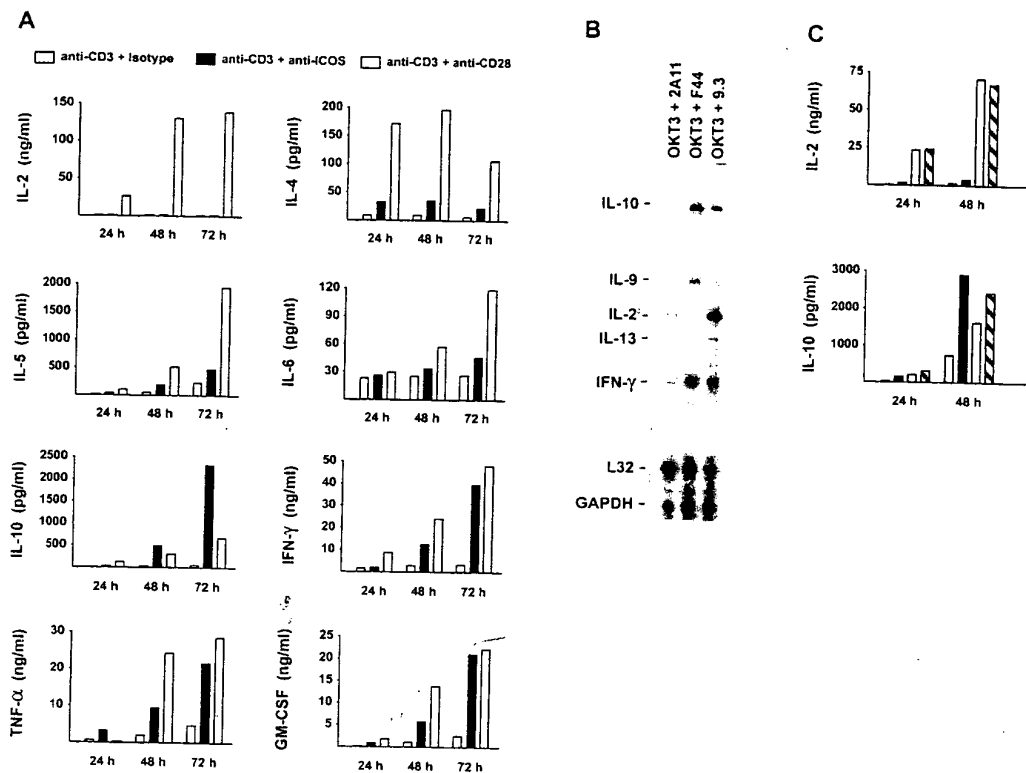 A
anti-CD3 + Isotype
anti-CD3 + anti-ICOS
anti-CD3 + anti-CD28
IL-2 (ng/ml)
150
100
50
24 h 48 h 72 h
IL-4 (pg/ml)
200
150
100
50
24 h 48 h 72 h
IL-5 (pg/ml)
2000
1500
1000
500
24 h 48 h 72 h
IL-6 (pg/ml)
120
90
60
30
24 h 48 h 72 h
IL-10 (pg/ml)
2500
2000
1500
1000
500
24 h 48 h 72 h
IFN-γ (ng/ml)
50
40
30
20
10
24 h 48 h 72 h
TNF-α (ng/ml)
30
20
10
24 h 48 h 72 h
GM-CSF (ng/ml)
25
20
15
10
5
24 h 48 h 72 h
B
OKT3 + 2A11
OKT3 + F44
OKT3 + 9.3
IL-10 -
IL-9 -
IL-2 -
IL-13 -
IFN-γ -
L32 -
GAPDH -
C
IL-2 (ng/ml)
75
50
25
24 h 48 h
IL-10 (pg/ml)
3000
2000
1000
24 h 48 h